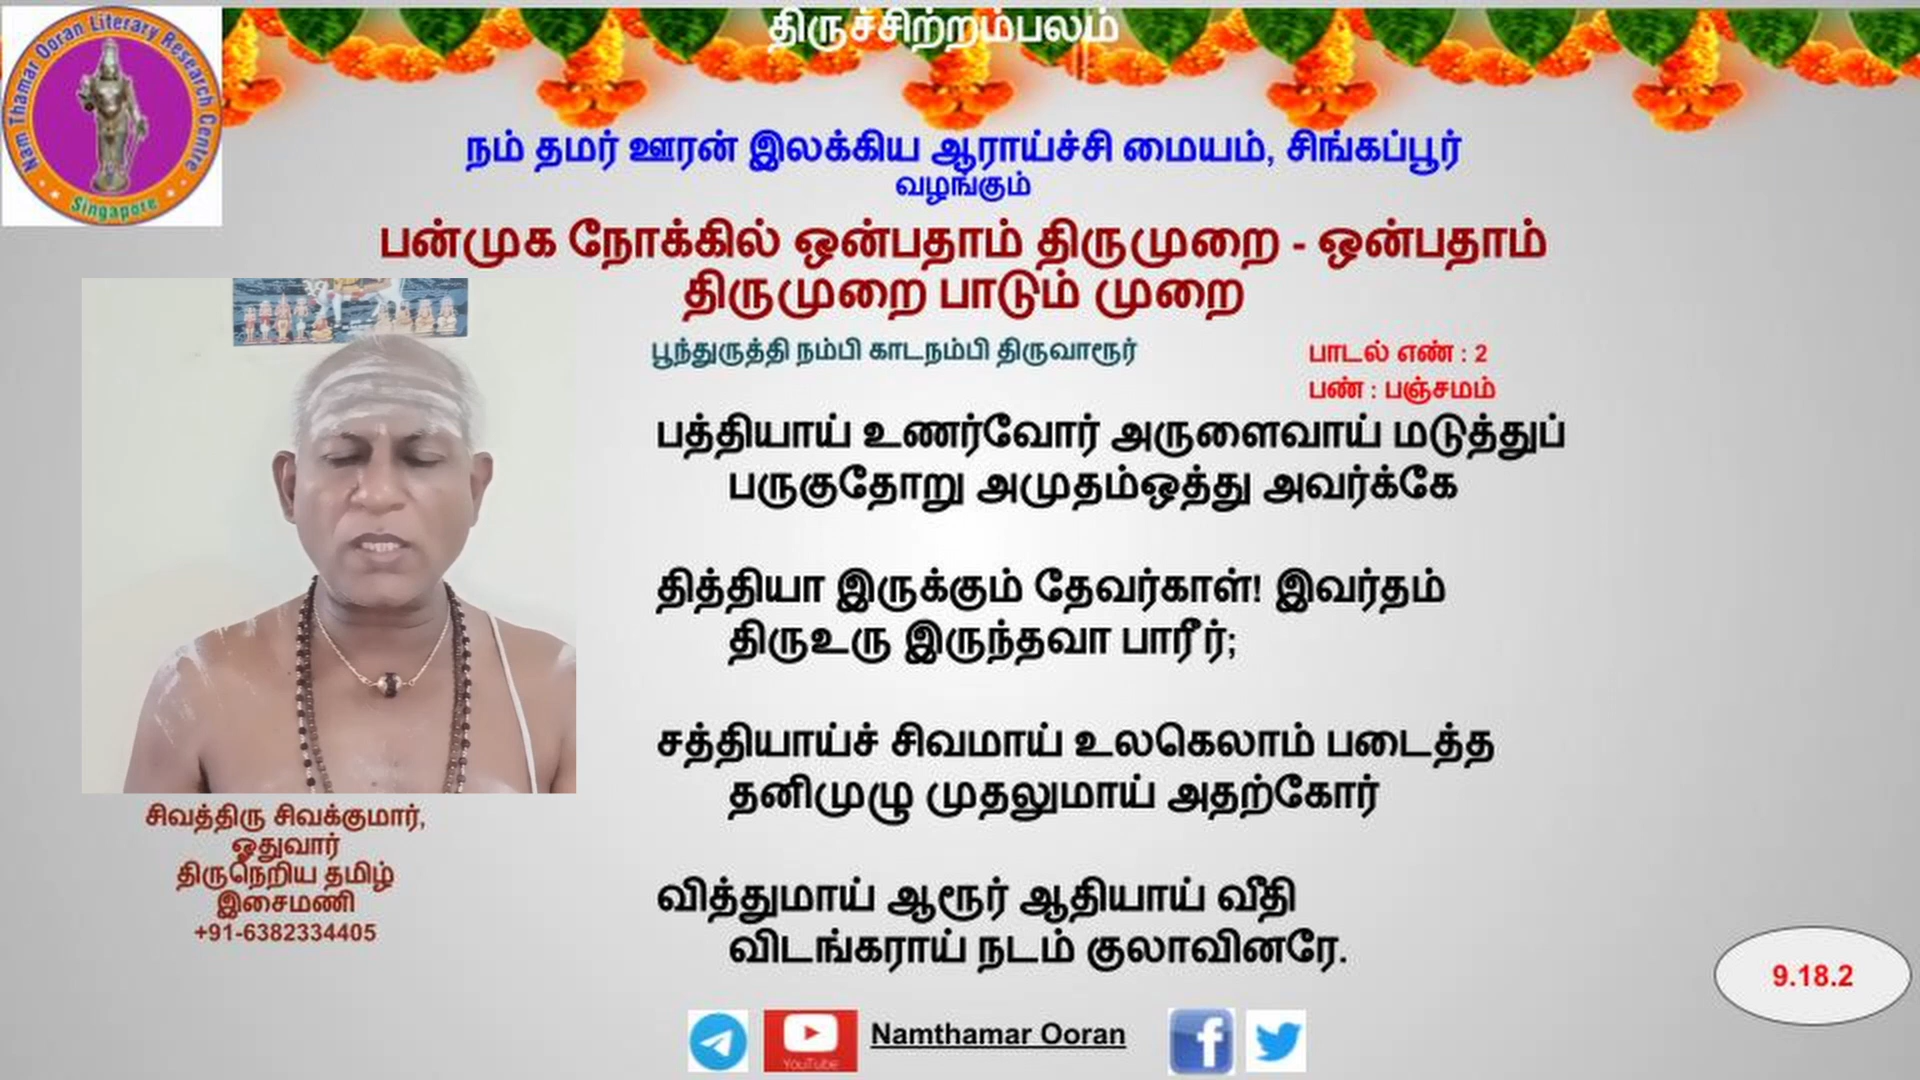 திருச்சிற்றம்பலம்
Nam Thamar Ooran Literary Research Centre
Singapore
நம் தமர் ஊரன் இலக்கிய ஆராய்ச்சி மையம், சிங்கப்பூர்
வழங்கும்
பன்முக நோக்கில் ஒன்பதாம் திருமுறை - ஒன்பதாம்
திருமுறை பாடும் முறை
பூந்துருத்தி நம்பி காடநம்பி திருவாரூர்
பாடல் எண் : 2
பண் : பஞ்சமம்
பத்தியாய் உணர்வோர் அருளைவாய் மடுத்துப்
பருகுதோறு அமுதம்ஒத்து அவர்க்கே
தித்தியா இருக்கும் தேவர்காள்! இவர்தம்
திருஉரு இருந்தவா பாரீர்;
சத்தியாய்ச் சிவமாய் உலகெலாம் படைத்த
தனிமுழு முதலுமாய் அதற்கோர்
வித்துமாய் ஆரூர் ஆதியாய் வீதி
விடங்கராய் நடம் குலாவினரே.
சிவத்திரு சிவக்குமார்,
ஓதுவார்
திருநெறிய தமிழ்
இசைமணி
+91-6382334405
9.18.2
YouTube
Namthamar Ooran